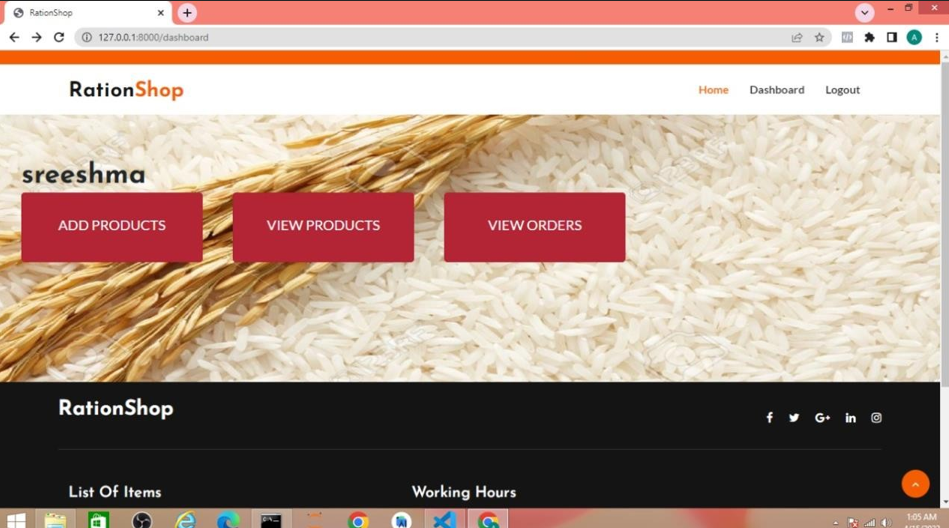 RationShop
127.0.0.1:8000/dashboard
A
RationShop
Home Dashboard Logout
sreeshma
ADD PRODUCTS VIEW PRODUCTS VIEW ORDERS
RationShop
List Of Items Working Hours
1:05 AM